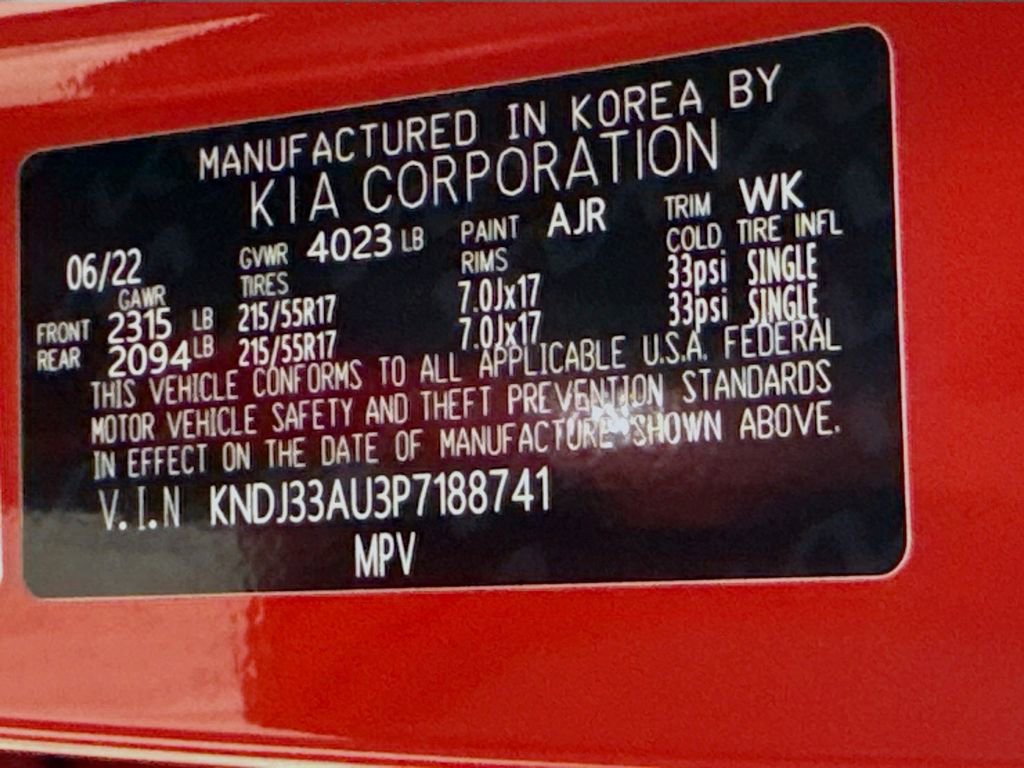 MANUFACTURED IN KOREA BY
KIA CORPORATION
06/22 GVWR 4023 LB PAINT AJR TRIM WK
GAWR TIRES RIMS COLD TIRE INFL
FRONT 2315 LB 215/55R17 7.0Jx17 33psi SINGLE
REAR 2094 LB 215/55R17 7.0Jx17 33psi SINGLE
THIS VEHICLE CONFORMS TO ALL APPLICABLE U.S.A. FEDERAL
MOTOR VEHICLE SAFETY AND THEFT PREVENTION STANDARDS
IN EFFECT ON THE DATE OF MANUFACTURE SHOWN ABOVE.
V.I.N KNDJ33AU3P7188741
MPV